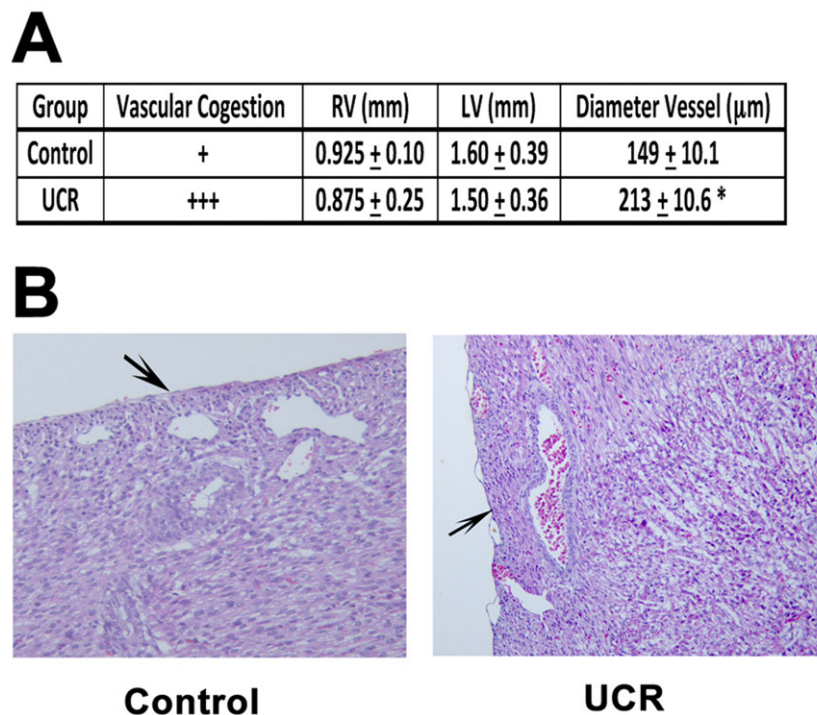 A
Group Vascular Cogestion RV (mm) LV (mm) Diameter Vessel (μm)
Control + 0.925 ± 0.10 1.60 ± 0.39 149 ± 10.1
UCR +++ 0.875 ± 0.25 1.50 ± 0.36 213 ± 10.6 *
B
Control UCR